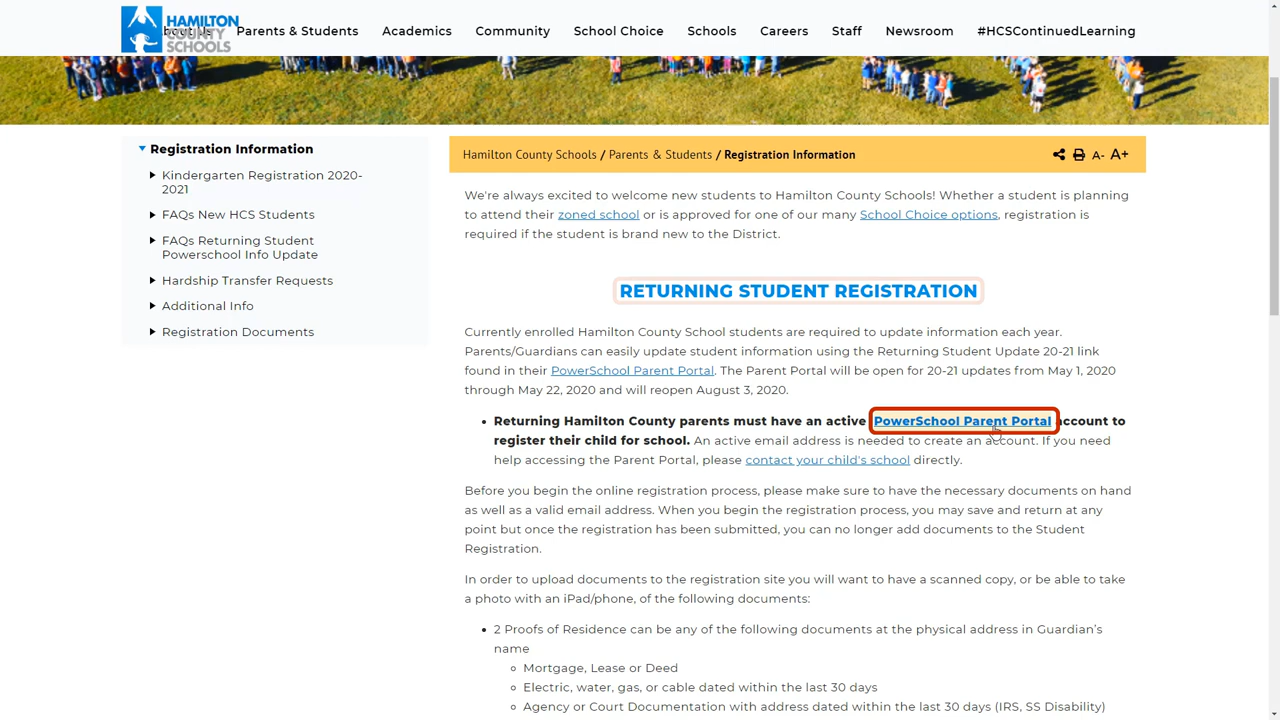 HAMILTON
COUNTY
SCHOOLS
Parents & Students
Academics
Community
School Choice
Schools
Careers
Staff
Newsroom
#HCSContinuedLearning
Registration Information
Kindergarten Registration 2020-
2021
FAQs New HCS Students
FAQs Returning Student
Powerschool Info Update
Hardship Transfer Requests
Additional Info
Registration Documents
Hamilton County Schools / Parents & Students / Registration Information
A- A+
We're always excited to welcome new students to Hamilton County Schools! Whether a student is planning
to attend their zoned school or is approved for one of our many School Choice options, registration is
required if the student is brand new to the District.
RETURNING STUDENT REGISTRATION
Currently enrolled Hamilton County School students are required to update information each year.
Parents/Guardians can easily update student information using the Returning Student Update 20-21 link
found in their PowerSchool Parent Portal. The Parent Portal will be open for 20-21 updates from May 1, 2020
through May 22, 2020 and will reopen August 3, 2020.
• Returning Hamilton County parents must have an active PowerSchool Parent Portal account to
register their child for school. An active email address is needed to create an account. If you need
help accessing the Parent Portal, please contact your child's school directly.
Before you begin the online registration process, please make sure to have the necessary documents on hand
as well as a valid email address. When you begin the registration process, you may save and return at any
point but once the registration has been submitted, you can no longer add documents to the Student
Registration.
In order to upload documents to the registration site you will want to have a scanned copy, or be able to take
a photo with an iPad/phone, of the following documents:
• 2 Proofs of Residence can be any of the following documents at the physical address in Guardian's
name
Mortgage, Lease or Deed
Electric, water, gas, or cable dated within the last 30 days
Agency or Court Documentation with address dated within the last 30 days (IRS, SS Disability)